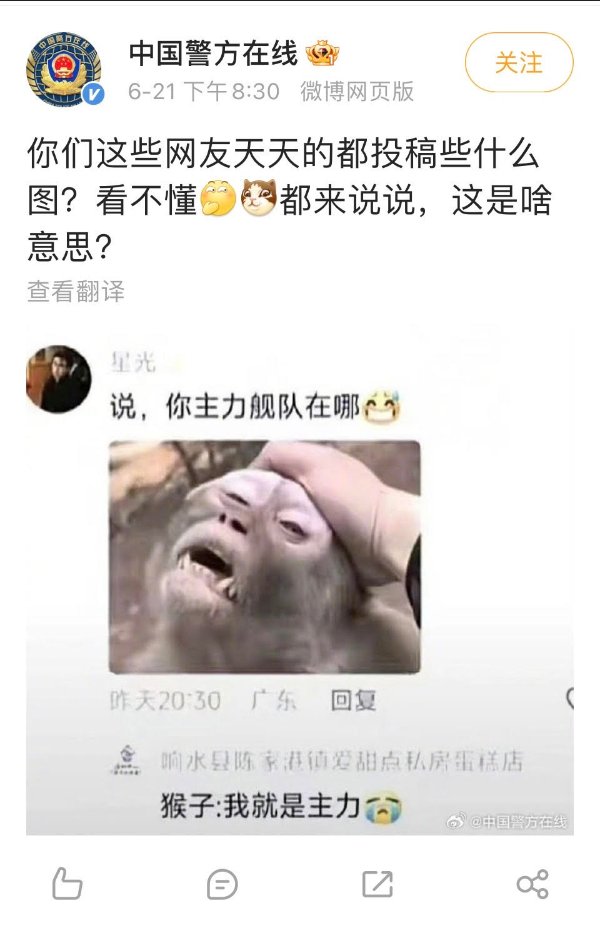 中国警方在线
关注
6-21 下午8:30 微博网页版
你们这些网友天天的都投稿些什么
图？看不懂🤔🐱都来说说，这是啥
意思？
查看翻译
星光
说，你主力舰队在哪😅
昨天20:30 广东 回复
响水县陈家港镇爱甜点私房蛋糕店
猴子:我就是主力😭
@中国警方在线